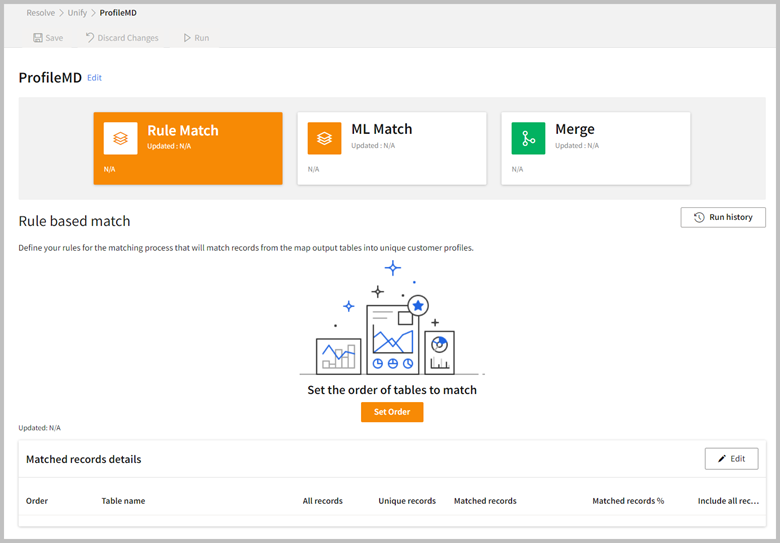 Resolve > Unify > ProfileMD
Save Discard Changes Run
ProfileMD Edit
Rule Match
Updated : N/A
N/A
ML Match
Updated : N/A
N/A
Merge
Updated : N/A
N/A
Rule based match
Run history
Define your rules for the matching process that will match records from the map output tables into unique customer profiles.
Set the order of tables to match
Set Order
Updated: N/A
Matched records details
Edit
Order Table name All records Unique records Matched records Matched records % Include all rec...